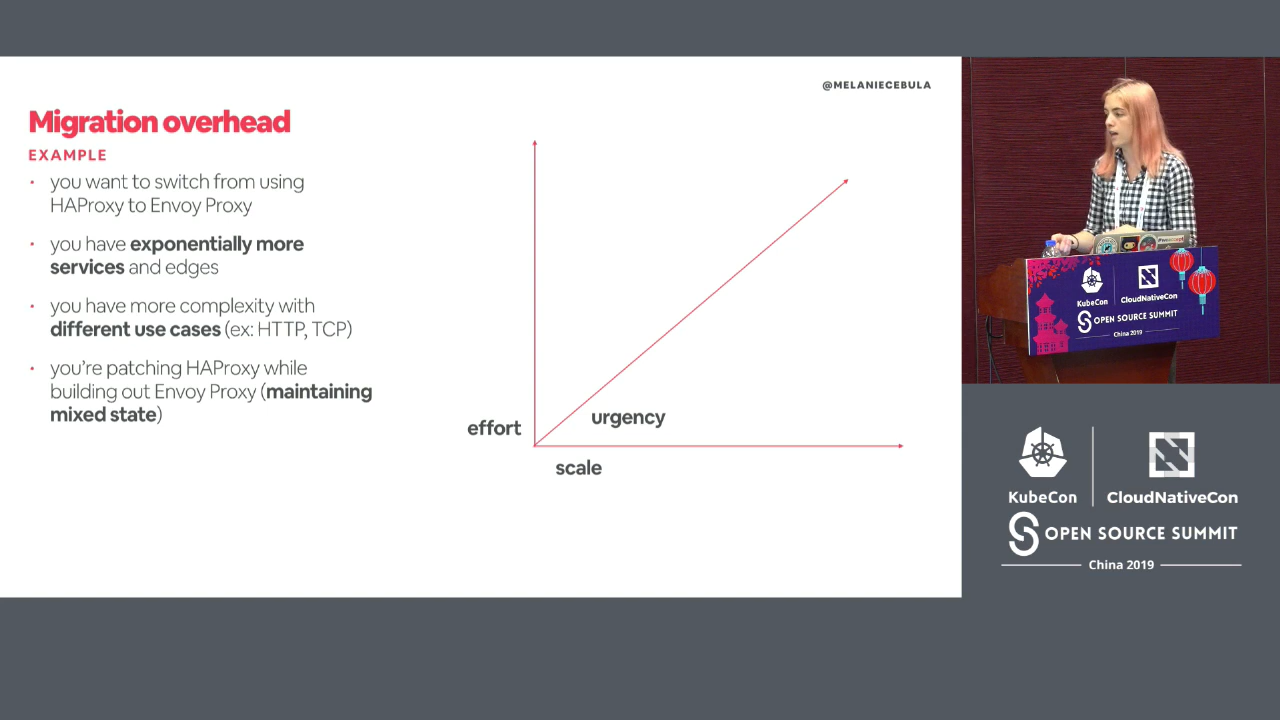 @MELANIECEBULA
Migration overhead
EXAMPLE
• you want to switch from using
HAProxy to Envoy Proxy
• you have exponentially more
services and edges
• you have more complexity with
different use cases (ex: HTTP, TCP)
• you’re patching HAProxy while
building out Envoy Proxy (maintaining
mixed state)
effort
urgency
scale
KubeCon
CloudNativeCon
OPEN SOURCE SUMMIT
China 2019
KubeCon
CloudNativeCon
OPEN SOURCE SUMMIT
China 2019